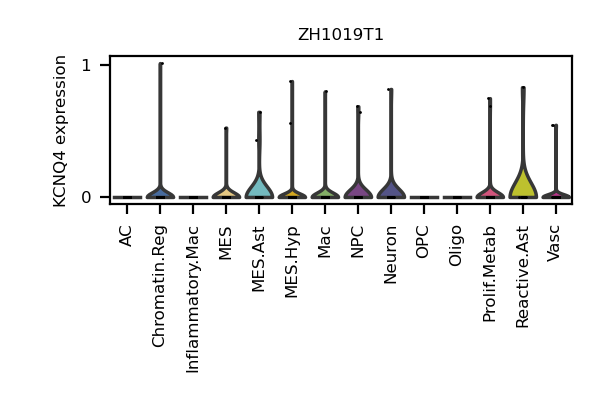 ZH1019T1
KCNQ4 expression
1
0
AC
Chromatin.Reg
Inflammatory.Mac
MES
MES.Ast
MES.Hyp
Mac
NPC
Neuron
OPC
Oligo
Prolif.Metab
Reactive.Ast
Vasc